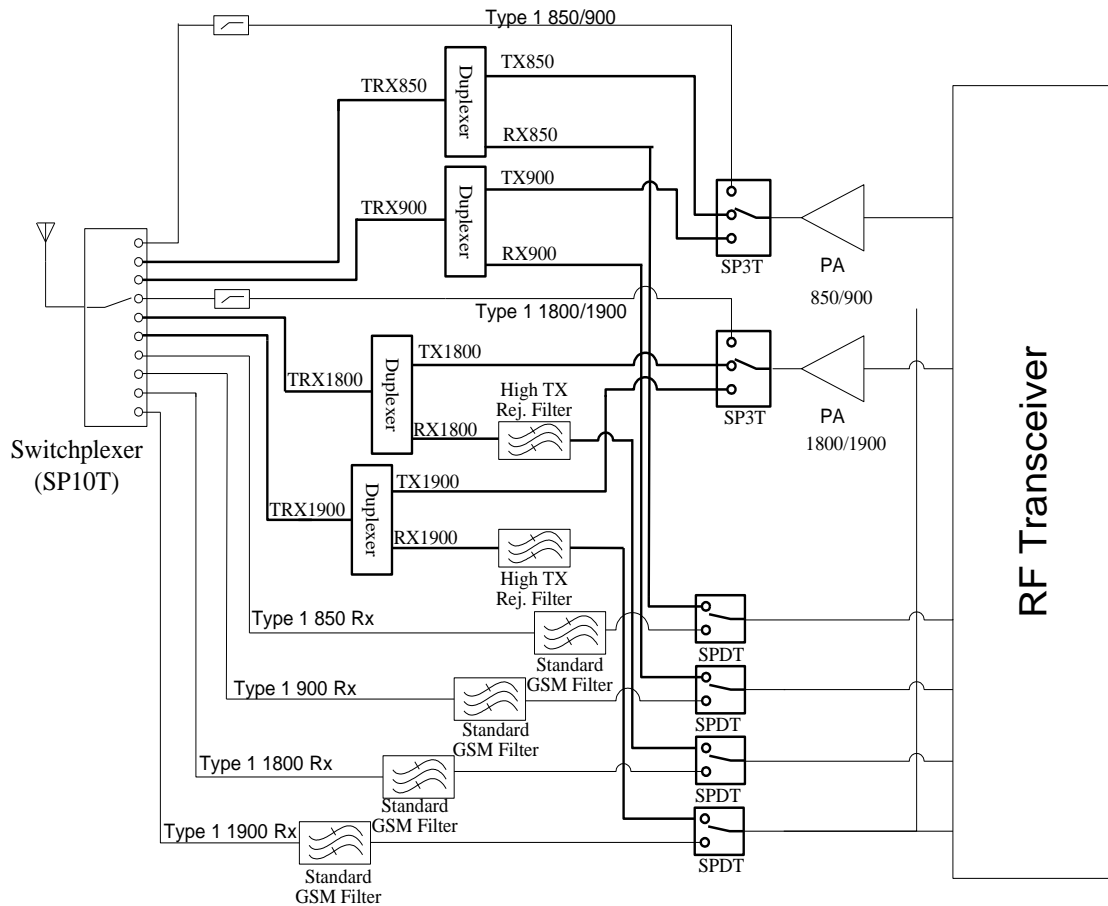 Type 1 850/900
TX850
TRX850
Duplexer
RX850
TX900
TRX900
Duplexer
RX900
SP3T
PA
850/900
Type 1 1800/1900
TX1800
TRX1800
Duplexer
High TX
Rej. Filter
RX1800
SP3T
PA
1800/1900
Switchplexer
(SP10T)
TX1900
TRX1900
Duplexer
RX1900
High TX
Rej. Filter
RF Transceiver
Type 1 850 Rx
Standard
GSM Filter
SPDT
Type 1 900 Rx
Standard
GSM Filter
SPDT
Type 1 1800 Rx
Standard
GSM Filter
SPDT
Type 1 1900 Rx
Standard
GSM Filter
SPDT